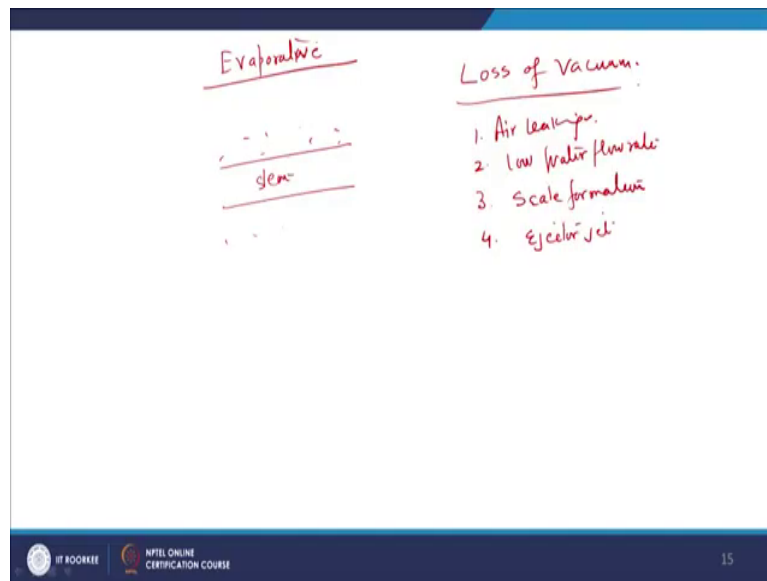 Evaporative
Loss of Vacuum.
1. Air leakage.
2. low water flow rate
3. Scale formation
4. Ejector jet
steam
IIT ROORKEE
NPTEL ONLINE
CERTIFICATION COURSE
15